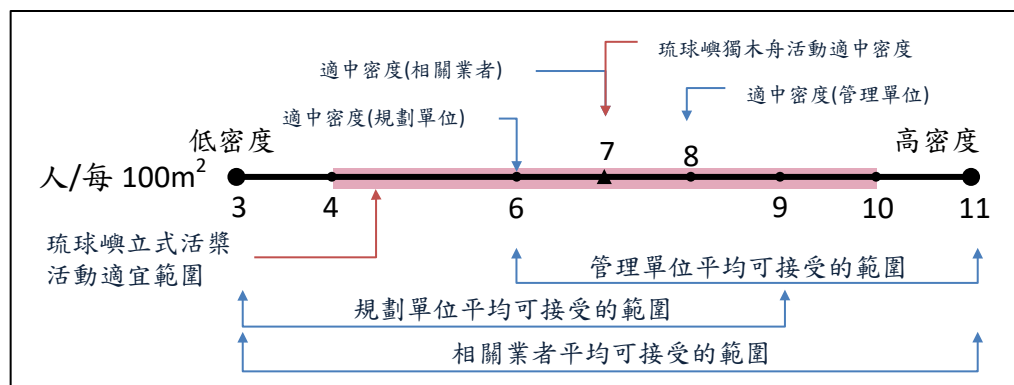 琉球嶼獨木舟活動適中密度
適中密度(相關業者)
適中密度(管理單位)
適中密度(規劃單位)
低密度
高密度
7
8
人/每 100m²
3
4
6
9
10
11
琉球嶼立式活槳
活動適宜範圍
管理單位平均可接受的範圍
規劃單位平均可接受的範圍
相關業者平均可接受的範圍